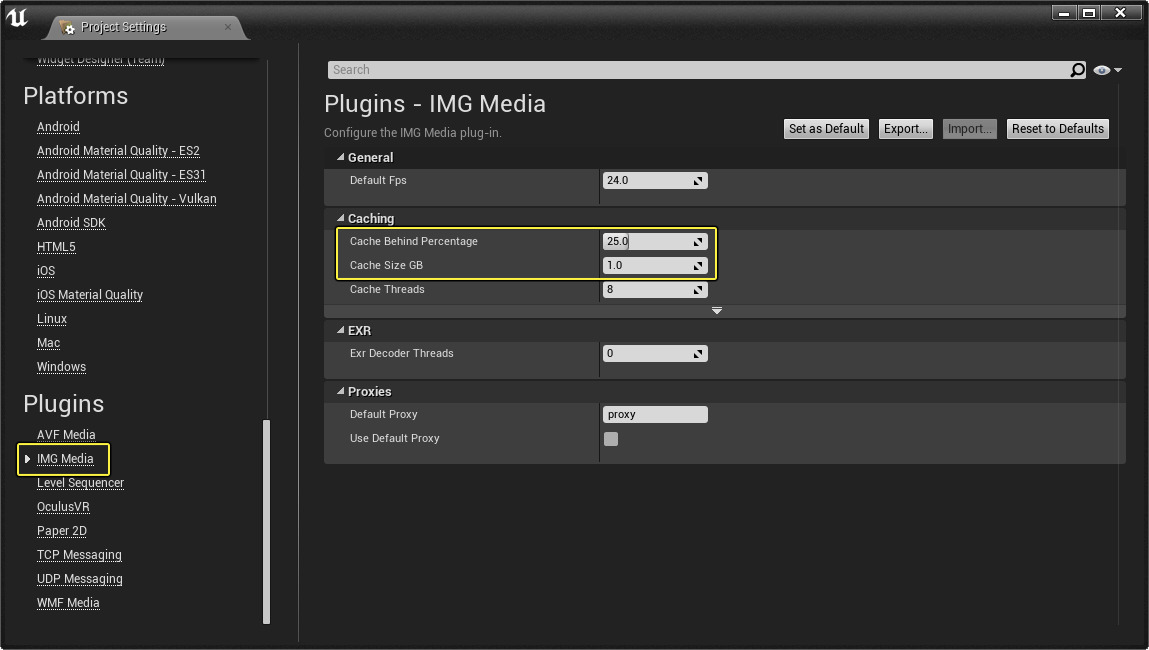 Project Settings
Widget Designer (Team)
Platforms
Android
Android Material Quality - ES2
Android Material Quality - ES31
Android Material Quality - Vulkan
Android SDK
HTML5
iOS
iOS Material Quality
Linux
Mac
Windows
Plugins
AVF Media
IMG Media
Level Sequencer
OculusVR
Paper 2D
TCP Messaging
UDP Messaging
WMF Media
Search
Plugins - IMG Media
Configure the IMG Media plug-in.
Set as Default Export... Import... Reset to Defaults
General
Default Fps 24.0
Caching
Cache Behind Percentage 25.0
Cache Size GB 1.0
Cache Threads 8
EXR
Exr Decoder Threads 0
Proxies
Default Proxy proxy
Use Default Proxy